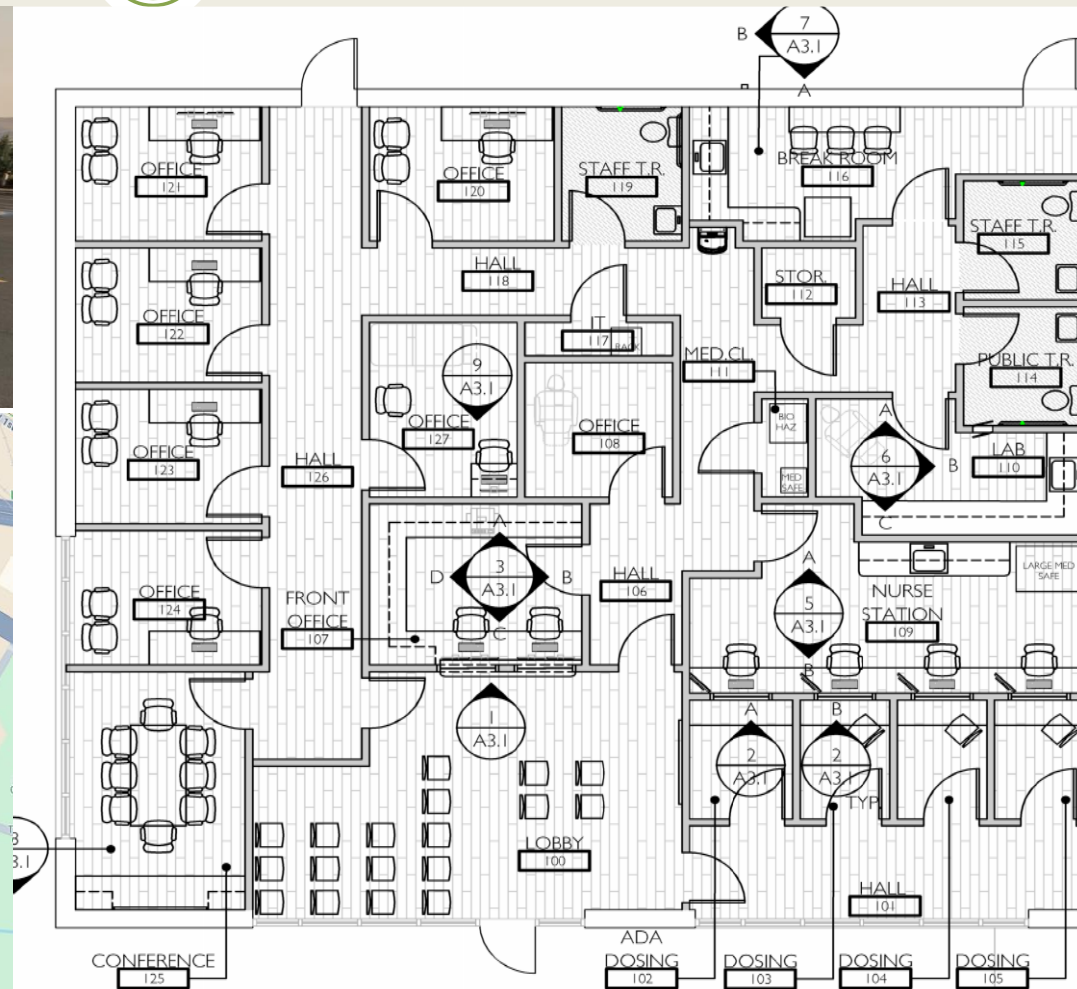 7
B
A3.1
A
OFFICE
121
OFFICE
120
STAFF T.R.
119
BREAK ROOM
116
STAFF T.R.
115
HALL
118
STOR.
112
HALL
113
OFFICE
122
IT
117
RACK
MED.CL.
111
PUBLIC T.R.
114
9
A3.1
OFFICE
127
OFFICE
108
BIO
HAZ
MED
SAFE
A
6
A3.1
B
C
LAB
110
OFFICE
123
HALL
126
A
3
A3.1
D
B
C
HALL
106
A
5
A3.1
B
NURSE
STATION
109
LARGE MED
SAFE
OFFICE
124
FRONT
OFFICE
107
1
A3.1
A
2
A3.1
B
2
A3.1
TYP.
LOBBY
100
HALL
101
CONFERENCE
125
ADA
DOSING
102
DOSING
103
DOSING
104
DOSING
105